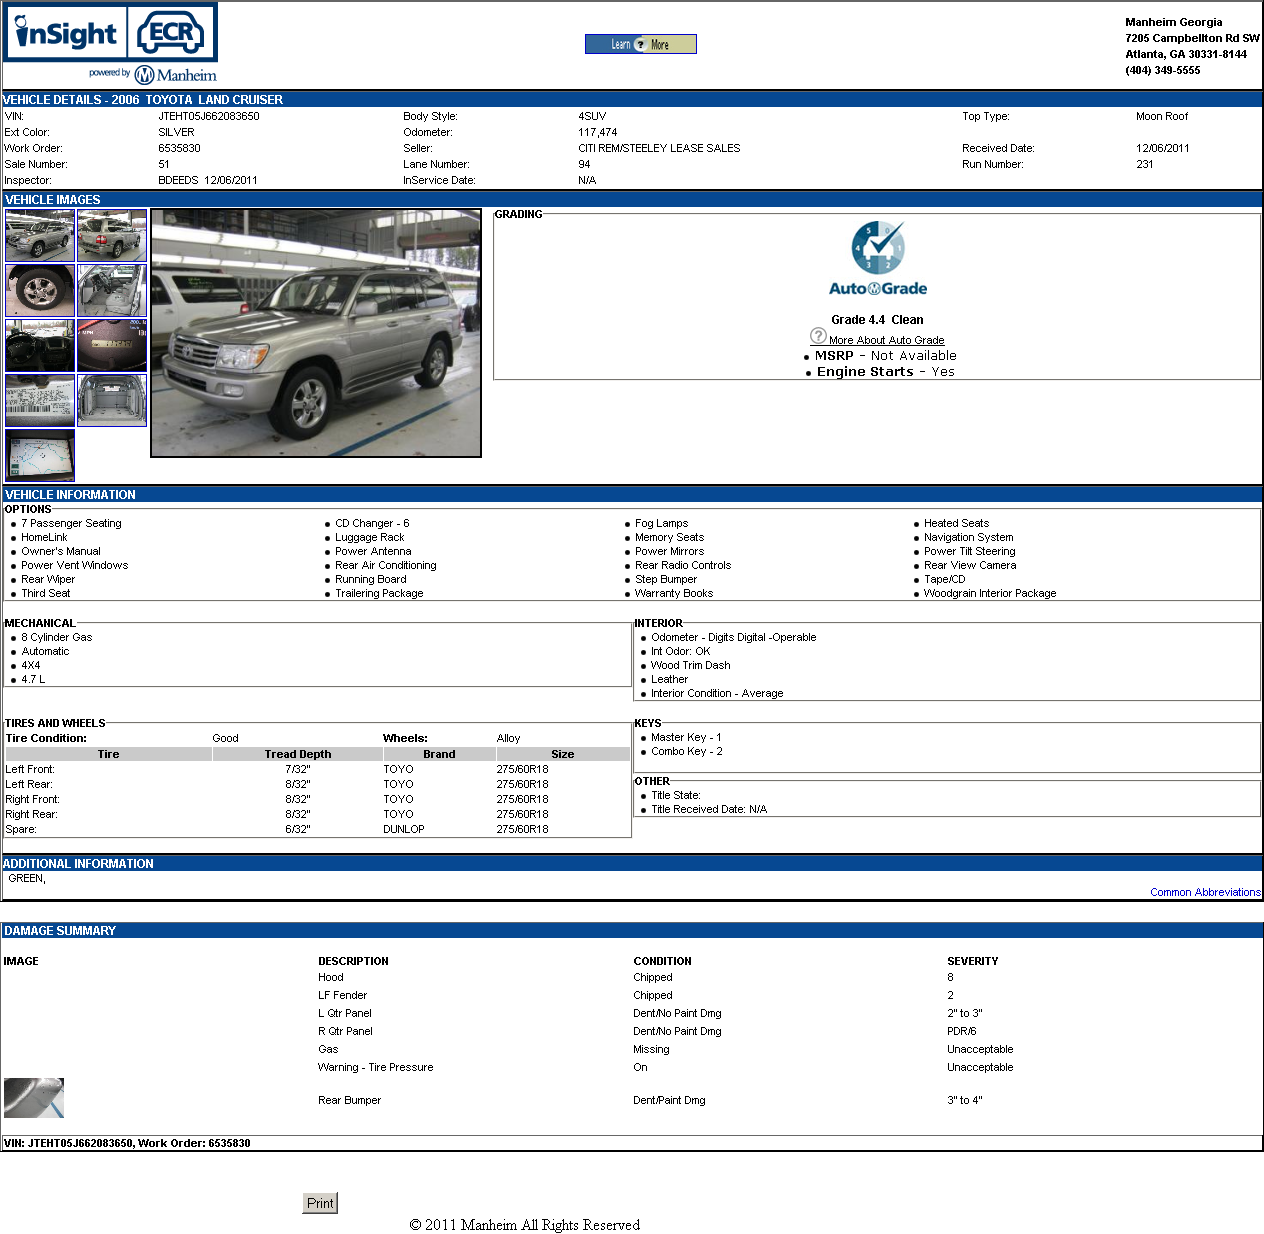 inSight ECR
powered by Manheim
Learn ? More
Manheim Georgia
7205 Campbellton Rd SW
Atlanta, GA 30331-8144
(404) 349-5555
VEHICLE DETAILS - 2006 TOYOTA LAND CRUISER
VIN: JTEHT05J662083650 Body Style: 4SUV Top Type: Moon Roof
Ext Color: SILVER Odometer: 117,474
Work Order: 6535830 Seller: CITI REM/STEELEY LEASE SALES Received Date: 12/06/2011
Sale Number: 51 Lane Number: 94 Run Number: 231
Inspector: BDEEDS 12/06/2011 InService Date: N/A
VEHICLE IMAGES
GRADING
5 0 4 1 3 2
AutoGrade
Grade 4.4 Clean
? More About Auto Grade
• MSRP - Not Available
• Engine Starts - Yes
VEHICLE INFORMATION
OPTIONS
• 7 Passenger Seating • CD Changer - 6 • Fog Lamps • Heated Seats
• HomeLink • Luggage Rack • Memory Seats • Navigation System
• Owner's Manual • Power Antenna • Power Mirrors • Power Tilt Steering
• Power Vent Windows • Rear Air Conditioning • Rear Radio Controls • Rear View Camera
• Rear Wiper • Running Board • Step Bumper • Tape/CD
• Third Seat • Trailering Package • Warranty Books • Woodgrain Interior Package
MECHANICAL
• 8 Cylinder Gas
• Automatic
• 4X4
• 4.7 L
INTERIOR
• Odometer - Digits Digital -Operable
• Int Odor: OK
• Wood Trim Dash
• Leather
• Interior Condition - Average
TIRES AND WHEELS
Tire Condition: Good Wheels: Alloy
Tire Tread Depth Brand Size
Left Front: 7/32" TOYO 275/60R18
Left Rear: 8/32" TOYO 275/60R18
Right Front: 8/32" TOYO 275/60R18
Right Rear: 8/32" TOYO 275/60R18
Spare: 6/32" DUNLOP 275/60R18
KEYS
• Master Key - 1
• Combo Key - 2
OTHER
• Title State:
• Title Received Date: N/A
ADDITIONAL INFORMATION
GREEN,
Common Abbreviations
DAMAGE SUMMARY
IMAGE DESCRIPTION CONDITION SEVERITY
Hood Chipped 8
LF Fender Chipped 2
L Qtr Panel Dent/No Paint Dmg 2" to 3"
R Qtr Panel Dent/No Paint Dmg PDR/6
Gas Missing Unacceptable
Warning - Tire Pressure On Unacceptable
Rear Bumper Dent/Paint Dmg 3" to 4"
VIN: JTEHT05J662083650, Work Order: 6535830
Print
© 2011 Manheim All Rights Reserved